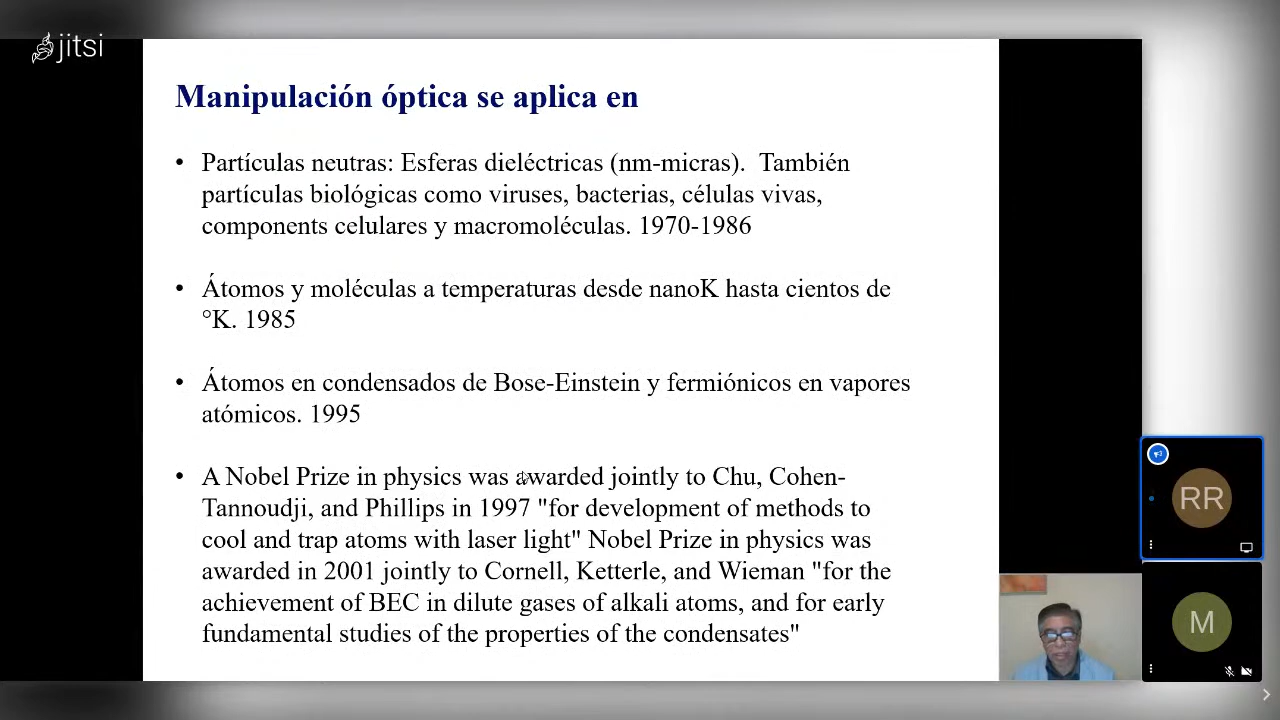 jitsi
Manipulación óptica se aplica en
• Partículas neutras: Esferas dieléctricas (nm-micras). También
partículas biológicas como viruses, bacterias, células vivas,
components celulares y macromoléculas. 1970-1986
• Átomos y moléculas a temperaturas desde nanoK hasta cientos de
°K. 1985
• Átomos en condensados de Bose-Einstein y fermiónicos en vapores
atómicos. 1995
• A Nobel Prize in physics was awarded jointly to Chu, Cohen-
Tannoudji, and Phillips in 1997 "for development of methods to
cool and trap atoms with laser light" Nobel Prize in physics was
awarded in 2001 jointly to Cornell, Ketterle, and Wieman "for the
achievement of BEC in dilute gases of alkali atoms, and for early
fundamental studies of the properties of the condensates"
RR
M